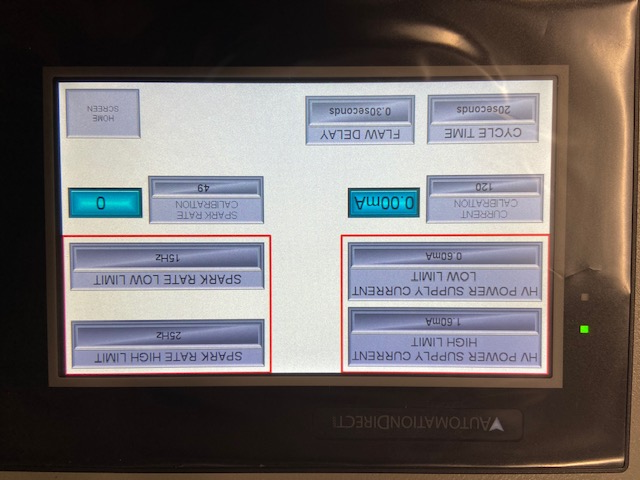 AUTOMATIONDIRECT
HV POWER SUPPLY CURRENT
HIGH LIMIT
1.60mA
SPARK RATE HIGH LIMIT
25Hz
HV POWER SUPPLY CURRENT
LOW LIMIT
0.60mA
SPARK RATE LOW LIMIT
15Hz
CURRENT
CALIBRATION
120
0.00mA
SPARK RATE
CALIBRATION
49
0
CYCLE TIME
20seconds
FLAW DELAY
0.30seconds
HOME
SCREEN